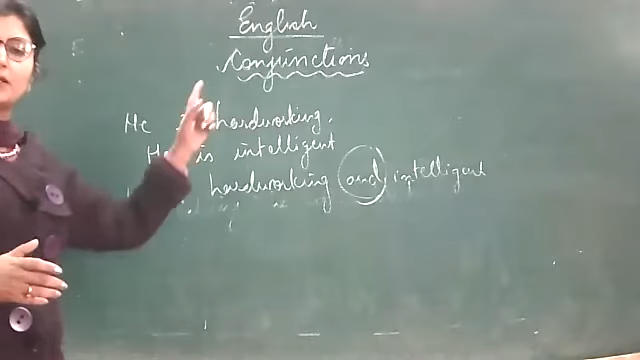 English
Conjunctions
He is hardworking.
He is intelligent
hardworking and intelligent